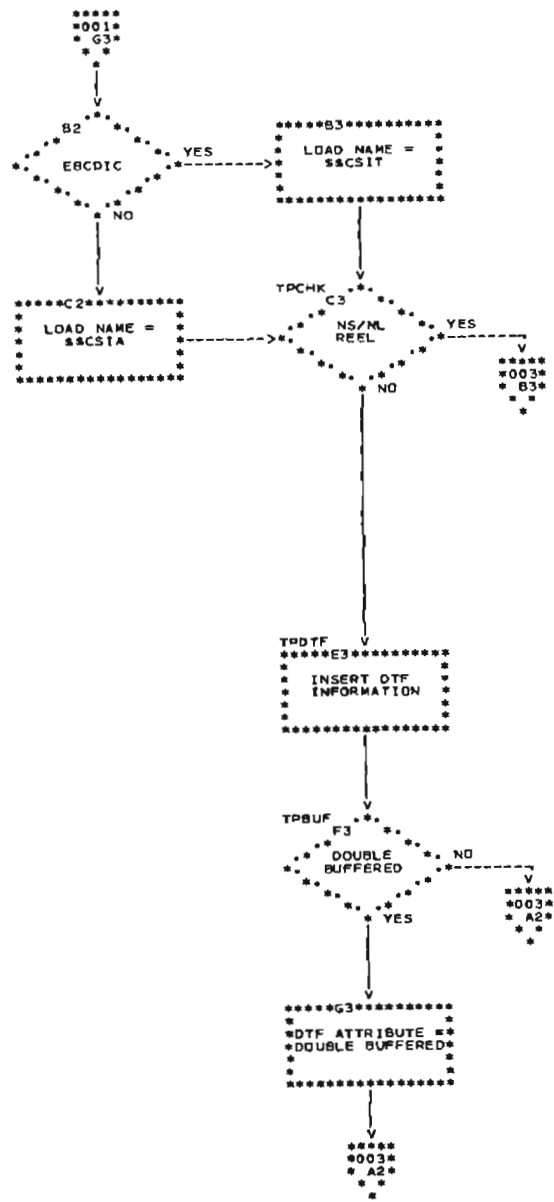 001
G3
B2
EBCDIC
YES
NO
B3
LOAD NAME =
$$CSIT
C2
LOAD NAME =
$$CSIA
TPCHK
C3
NS/NL
REEL
YES
NO
003
B3
TPDTF
E3
INSERT DTF
INFORMATION
TPBUF
F3
DOUBLE
BUFFERED
NO
YES
003
A2
G3
DTF ATTRIBUTE =
DOUBLE BUFFERED
003
A2